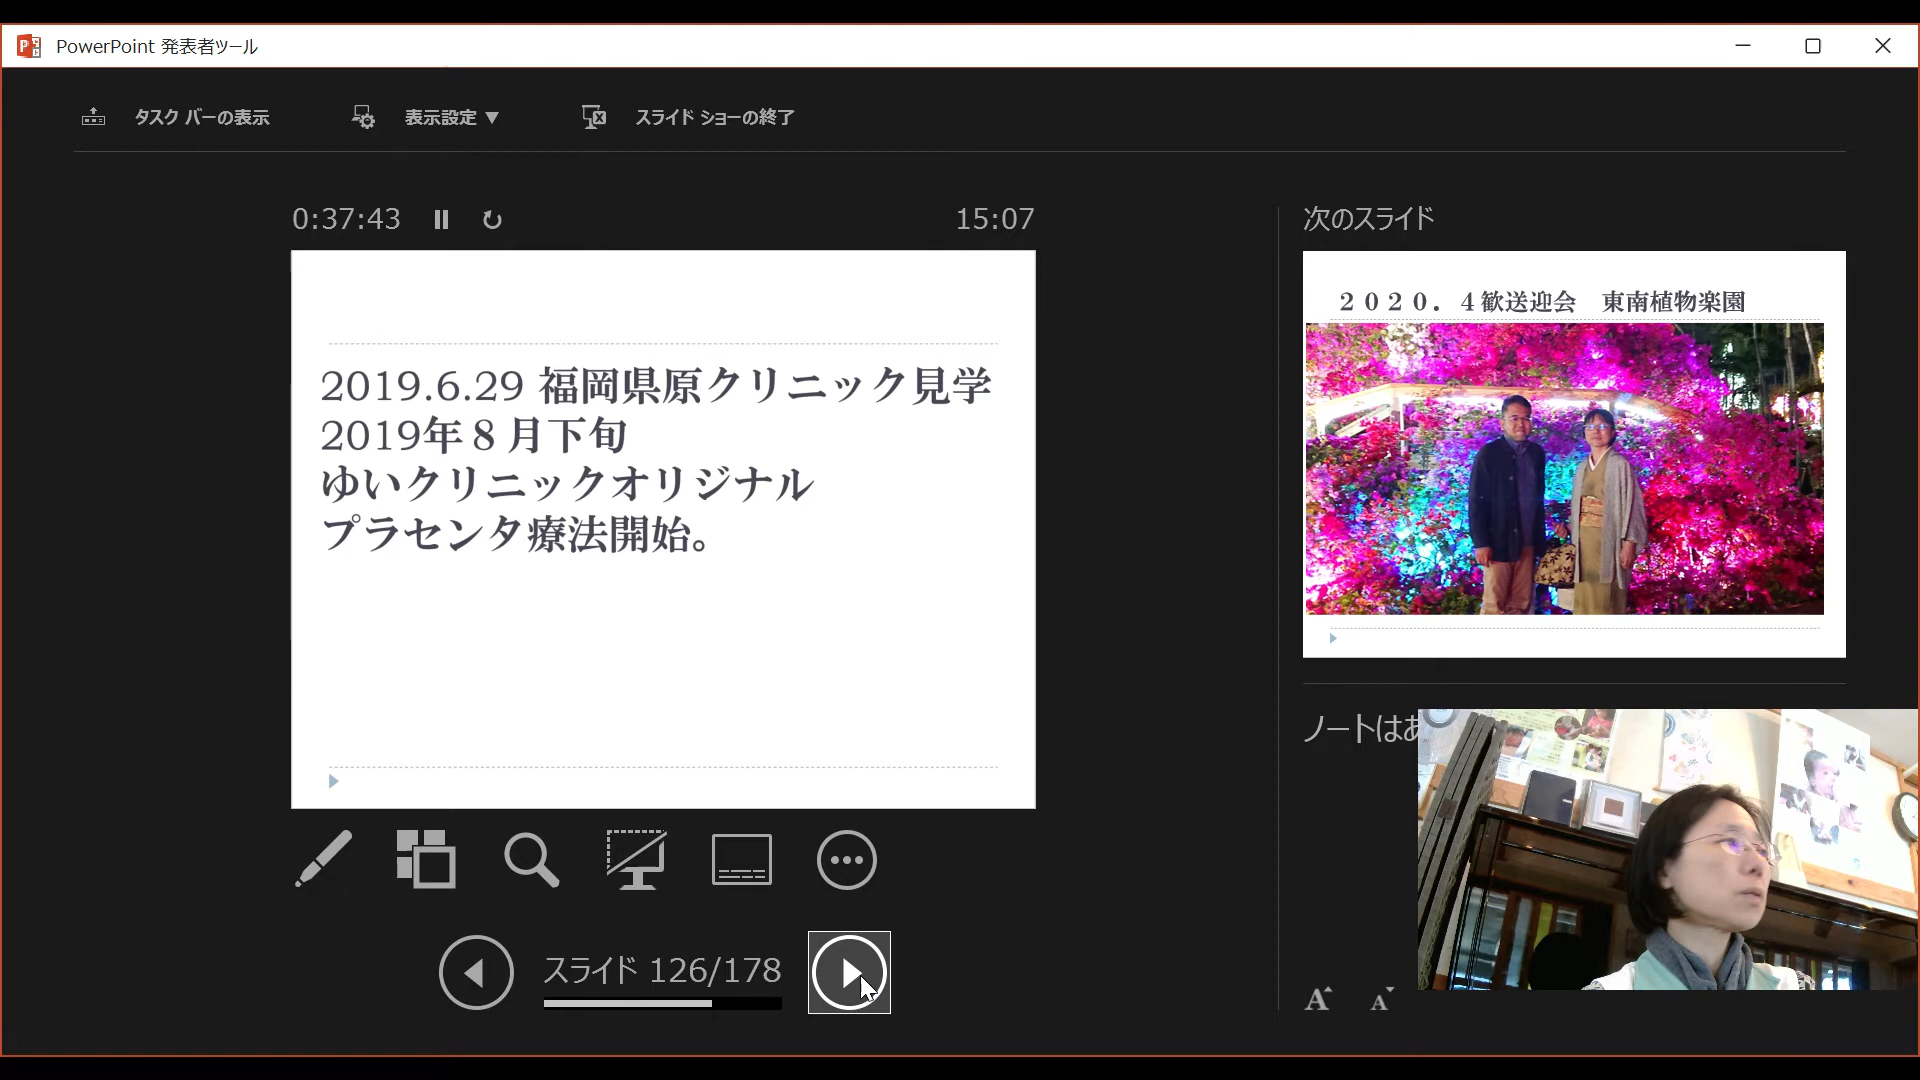 PowerPoint 発表者ツール
タスク バーの表示
表示設定 ▼
スライド ショーの終了
0:37:43
15:07
次のスライド
2019.6.29 福岡県原クリニック見学
2019年８月下旬
ゆいクリニックオリジナル
プラセンタ療法開始。
２０２０．４歓送迎会　東南植物楽園
ノートはあ
スライド 126/178
A
A